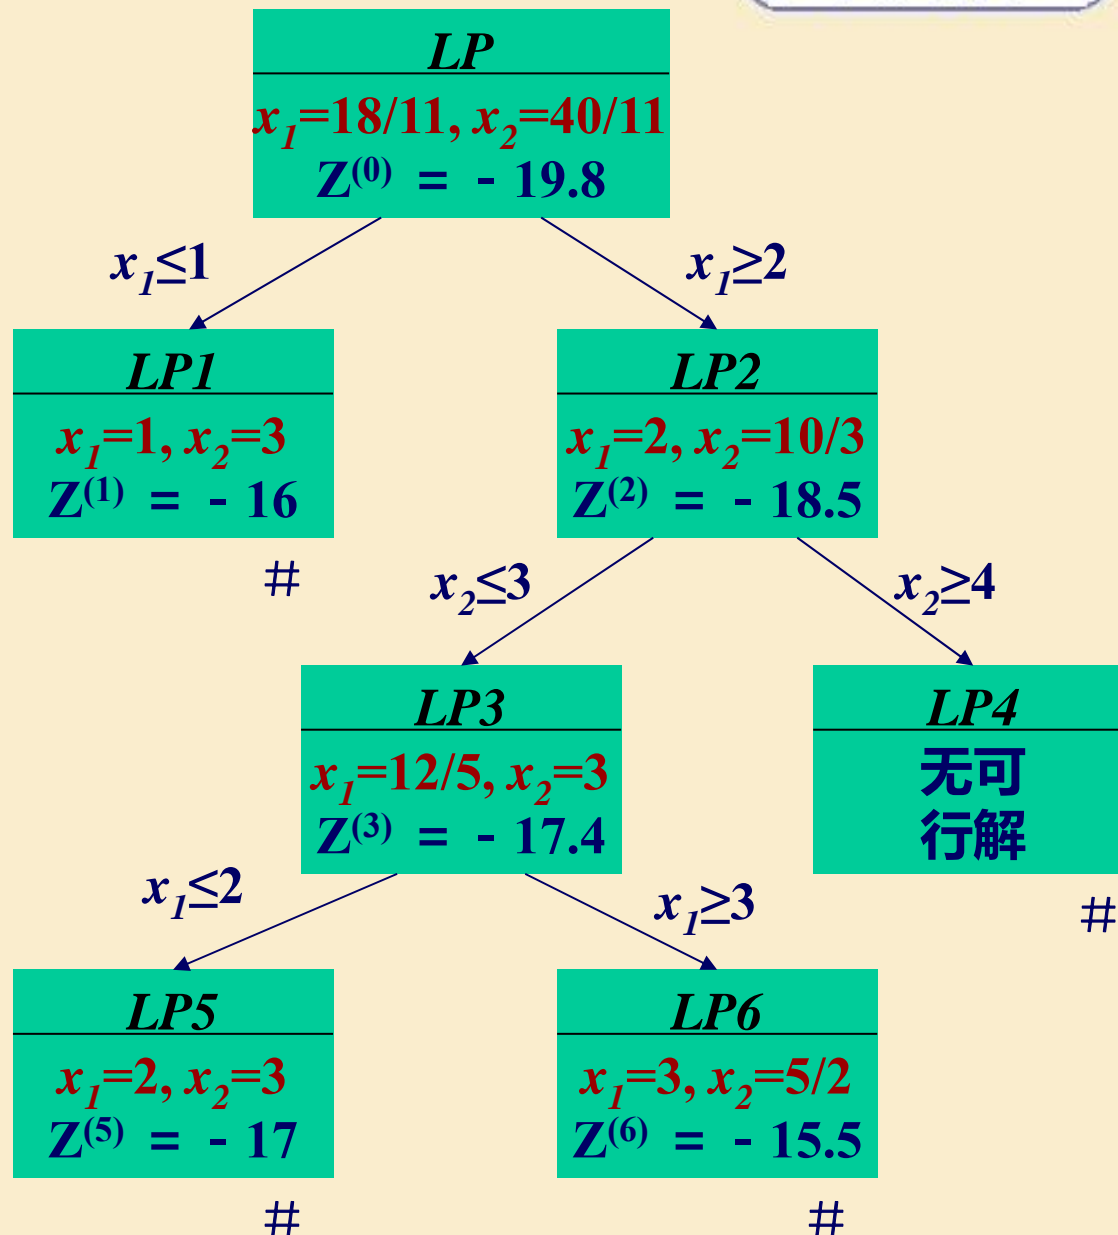 LP
x₁=18/11, x₂=40/11
Z⁽⁰⁾ = - 19.8
x₁≤1
x₁≥2
LP1
x₁=1, x₂=3
Z⁽¹⁾ = - 16
#
LP2
x₁=2, x₂=10/3
Z⁽²⁾ = - 18.5
x₂≤3
x₂≥4
LP3
x₁=12/5, x₂=3
Z⁽³⁾ = - 17.4
LP4
无可
行解
#
x₁≤2
x₁≥3
LP5
x₁=2, x₂=3
Z⁽⁵⁾ = - 17
#
LP6
x₁=3, x₂=5/2
Z⁽⁶⁾ = - 15.5
#